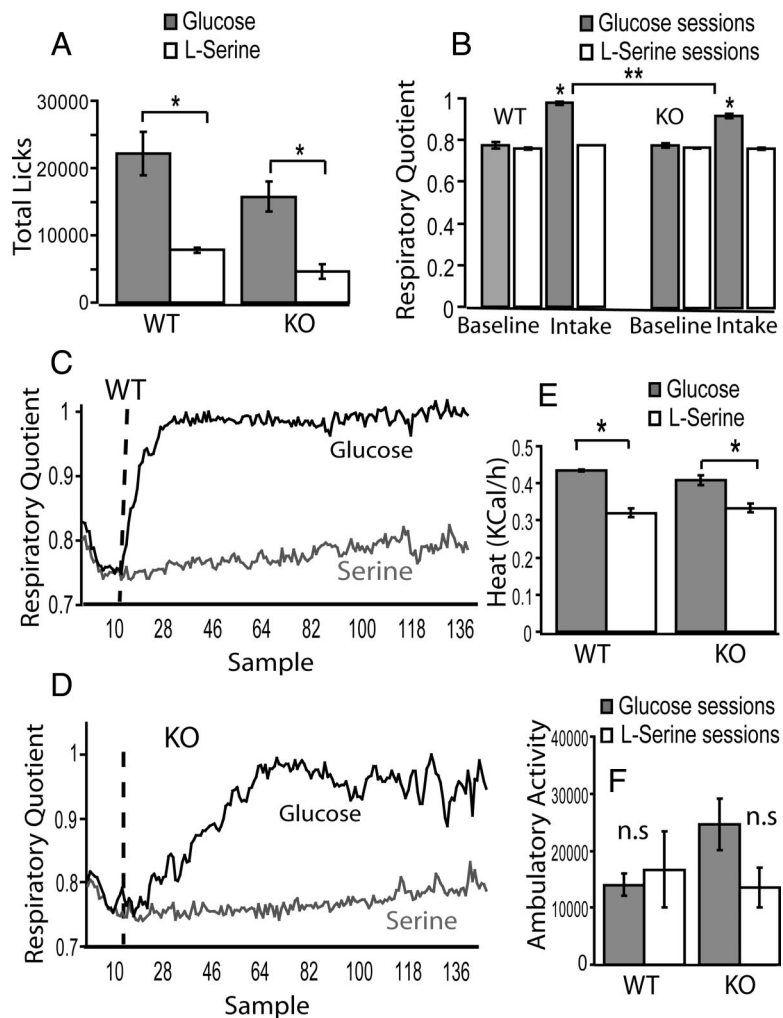 A
Glucose
L-Serine
Total Licks
30000
20000
10000
0
*
*
WT
KO
B
Glucose sessions
L-Serine sessions
Respiratory Quotient
1
0.8
0.6
0.4
0.2
0
WT
*
**
KO
*
Baseline Intake Baseline Intake
C
WT
Respiratory Quotient
1
0.9
0.8
0.7
Glucose
Serine
10 28 46 64 82 100 118 136
Sample
E
Glucose
L-Serine
Heat (KCal/h)
0.5
0.4
0.3
0.2
0.1
0
*
*
WT
KO
D
KO
Respiratory Quotient
1
0.9
0.8
0.7
Glucose
Serine
10 28 46 64 82 100 118 136
Sample
Glucose sessions
L-Serine sessions
F
Ambulatory Activity
40000
30000
20000
10000
0
n.s
n.s
WT
KO